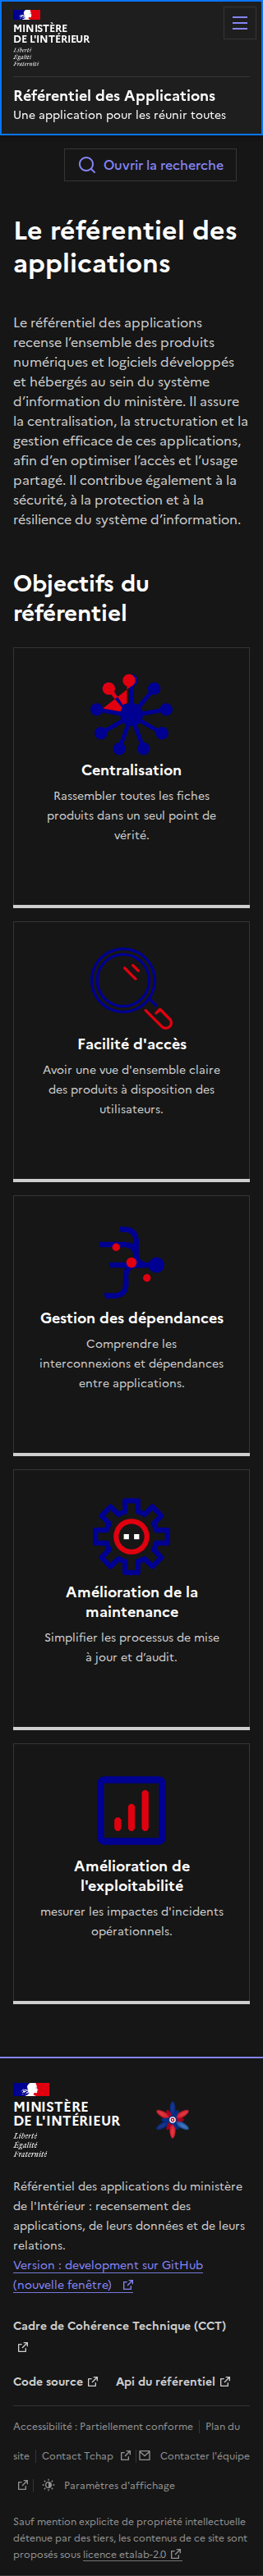 MINISTÈRE
DE L'INTÉRIEUR
Liberté
Égalité
Fraternité
Référentiel des Applications
Une application pour les réunir toutes
Ouvrir la recherche
Le référentiel des
applications
Le référentiel des applications
recense l’ensemble des produits
numériques et logiciels développés
et hébergés au sein du système
d’information du ministère. Il assure
la centralisation, la structuration et la
gestion efficace de ces applications,
afin d’en optimiser l’accès et l’usage
partagé. Il contribue également à la
sécurité, à la protection et à la
résilience du système d’information.
Objectifs du
référentiel
Centralisation
Rassembler toutes les fiches
produits dans un seul point de
vérité.
Facilité d'accès
Avoir une vue d'ensemble claire
des produits à disposition des
utilisateurs.
Gestion des dépendances
Comprendre les
interconnexions et dépendances
entre applications.
Amélioration de la
maintenance
Simplifier les processus de mise
à jour et d’audit.
Amélioration de
l'exploitabilité
mesurer les impactes d'incidents
opérationnels.
MINISTÈRE
DE L'INTÉRIEUR
Liberté
Égalité
Fraternité
Référentiel des applications du ministère
de l'Intérieur : recensement des
applications, de leurs données et de leurs
relations.
Version : development sur GitHub
(nouvelle fenêtre)
Cadre de Cohérence Technique (CCT)
Code source Api du référentiel
Accessibilité : Partiellement conforme Plan du
site Contact Tchap Contacter l'équipe
Paramètres d'affichage
Sauf mention explicite de propriété intellectuelle
détenue par des tiers, les contenus de ce site sont
proposés sous licence etalab-2.0